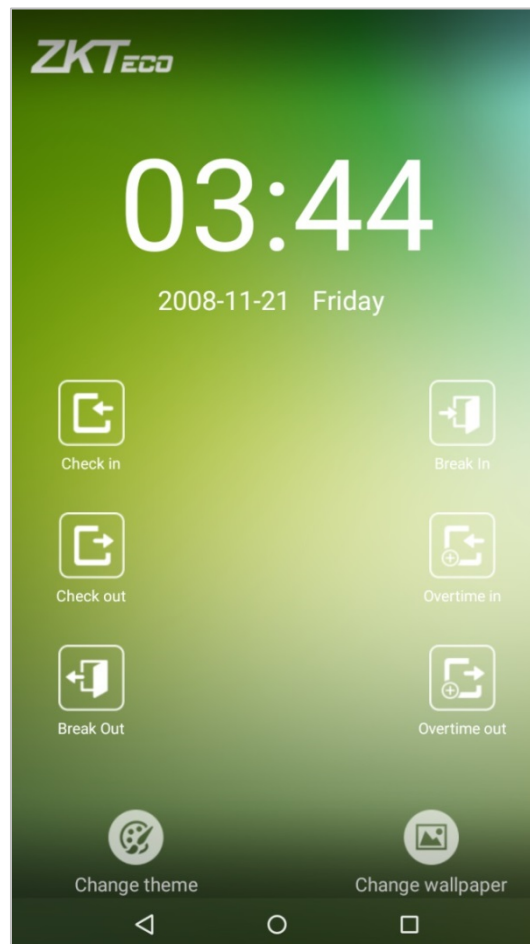 ZKTECO
03:44
2008-11-21 Friday
Check in
Break In
Check out
Overtime in
Break Out
Overtime out
Change theme
Change wallpaper